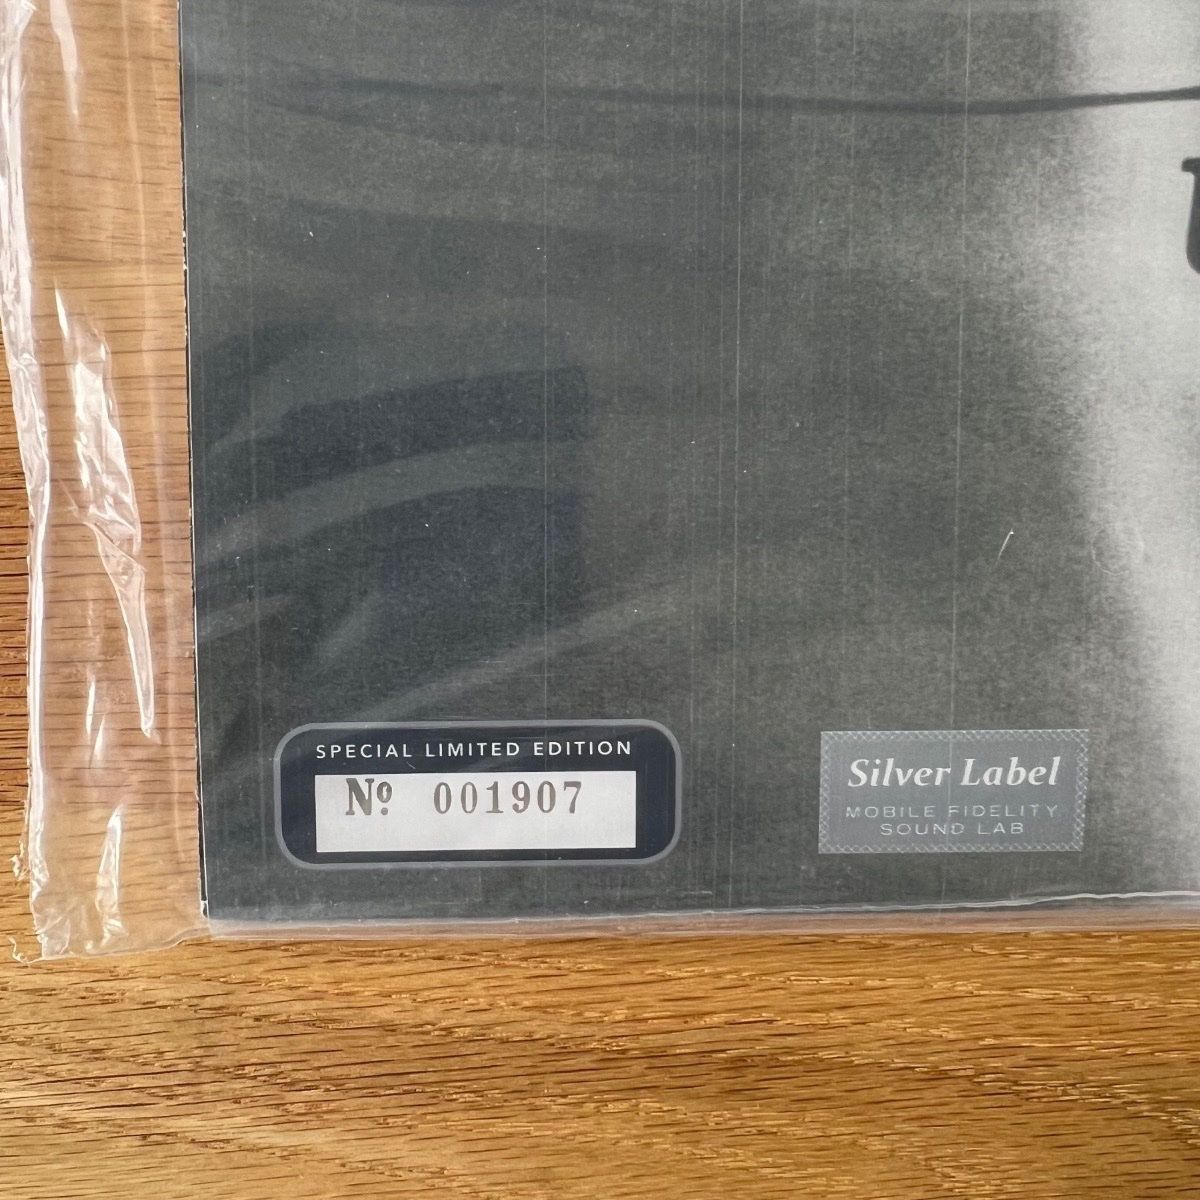 SPECIAL LIMITED EDITION
Nº 001907
Silver Label
MOBILE FIDELITY
SOUND LAB